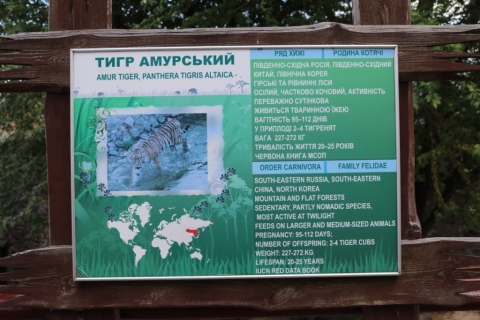 ТИГР АМУРСЬКИЙ
AMUR TIGER, PANTHERA TIGRIS ALTAICA
РЯД ХИЖІ
РОДИНА КОТЯЧІ
ПІВДЕННО-СХІДНА РОСІЯ, ПІВДЕННО-СХІДНИЙ
КИТАЙ, ПІВНІЧНА КОРЕЯ
ГІРСЬКІ ТА РІВНИННІ ЛІСИ
ОСІЛИЙ, ЧАСТКОВО КОЧОВИЙ, АКТИВНІСТЬ
ПЕРЕВАЖНО СУТІНКОВА
ЖИВИТЬСЯ ТВАРИННОЮ ЇЖЕЮ
ВАГІТНІСТЬ 95-112 ДНІВ
У ПРИПЛОДІ 2-4 ТИГРЕНЯТ
ВАГА 227-272 КГ
ТРИВАЛІСТЬ ЖИТТЯ 20-25 РОКІВ
ЧЕРВОНА КНИГА МСОП
ORDER CARNIVORA
FAMILY FELIDAE
SOUTH-EASTERN RUSSIA, SOUTH-EASTERN
CHINA, NORTH KOREA
MOUNTAIN AND FLAT FORESTS
SEDENTARY, PARTLY NOMADIC SPECIES,
MOST ACTIVE AT TWILIGHT
FEEDS ON LARGER AND MEDIUM-SIZED ANIMALS
PREGNANCY: 95-112 DAYS;
NUMBER OF OFFSPRING: 2-4 TIGER CUBS
WEIGHT: 227-272 KG
LIFESPAN: 20-25 YEARS
IUCN RED DATA BOOK